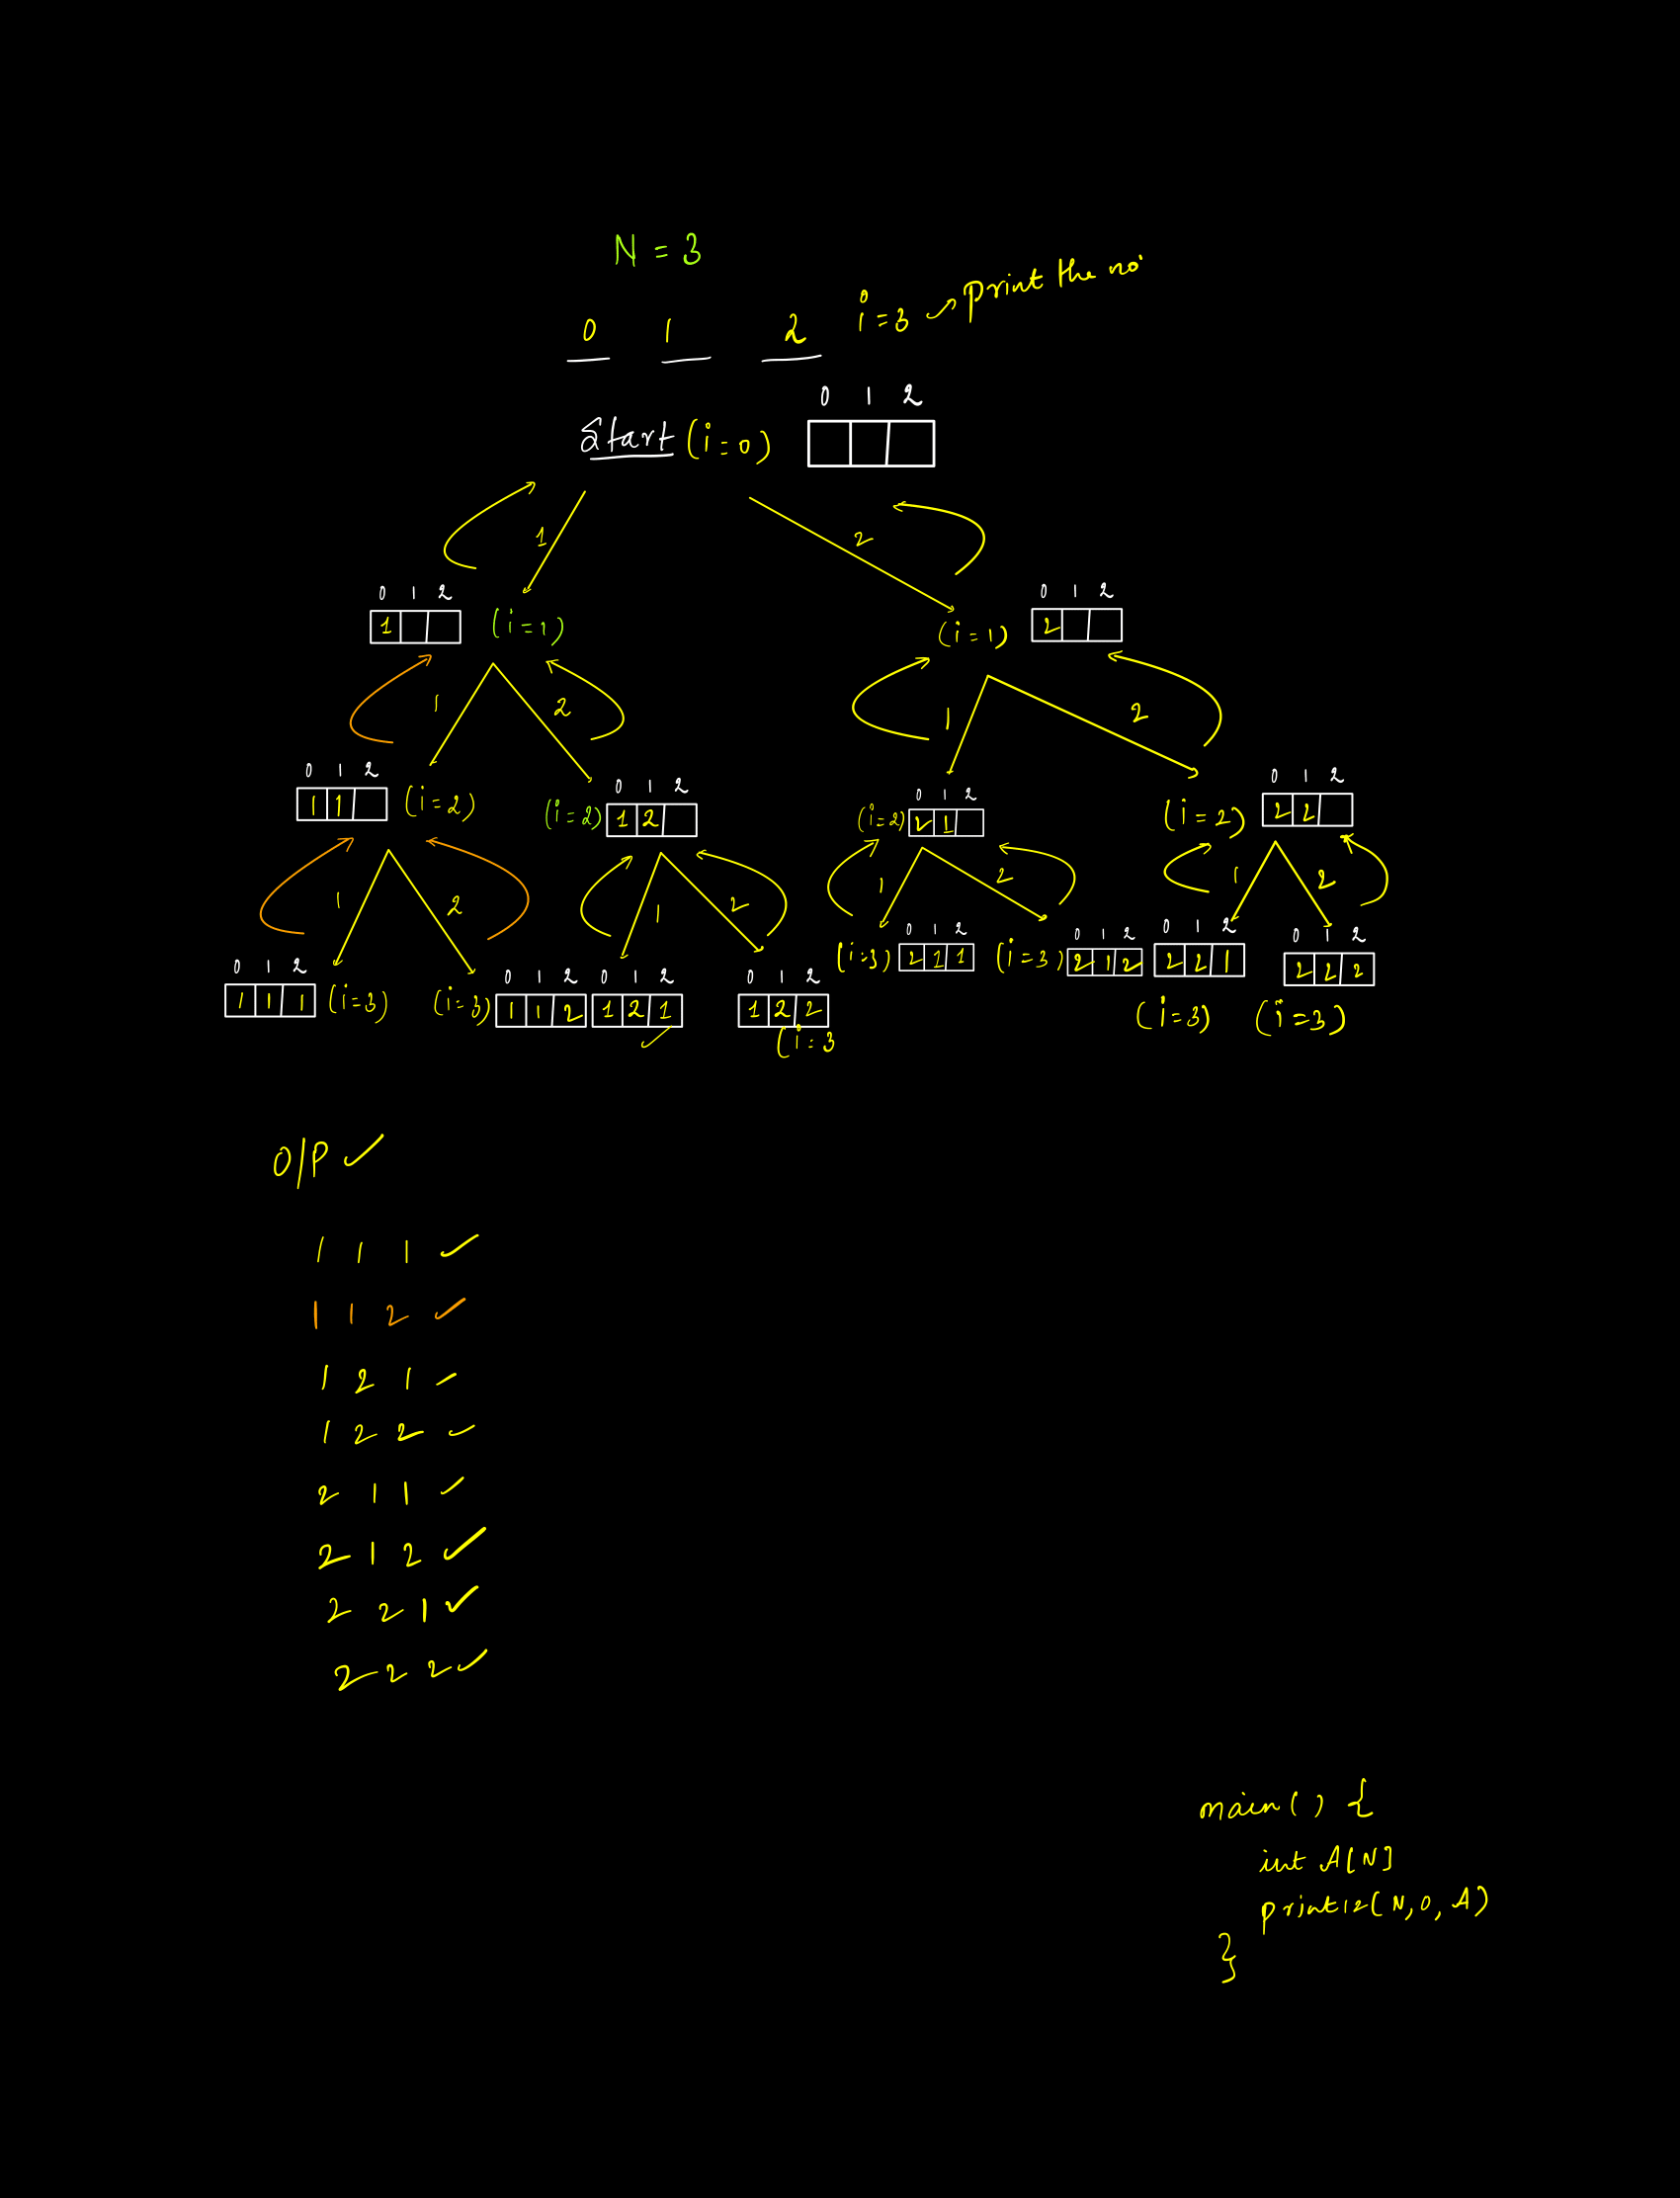 N = 3
0 1 2 i=3 print the no.
0 1 2
Start (i=0)
1 2
0 1 2 0 1 2
1 (i=1) (i=1) 2
1 2 1 2
0 1 2 0 1 2 0 1 2 0 1 2
1 1 (i=2) (i=2) 1 2 (i=2) 2 1 (i=2) 2 2
1 2 1 2 1 2 1 2
0 1 2 0 1 2 0 1 2 0 1 2
(i=3) 2 1 1 (i=3) 2 1 2 2 2 1 2 2 2
0 1 2 0 1 2 0 1 2 0 1 2
1 1 1 (i=3) (i=3) 1 1 2 1 2 1 1 2 2 (i=3) (i=3)
(i=3
O/P ✓
1 1 1 ✓
1 1 2 ✓
1 2 1 ✓
1 2 2 ✓
2 1 1 ✓
2 1 2 ✓
2 2 1 ✓
2 2 2 ✓
main() {
int A[N]
print12(N,0,A)
}